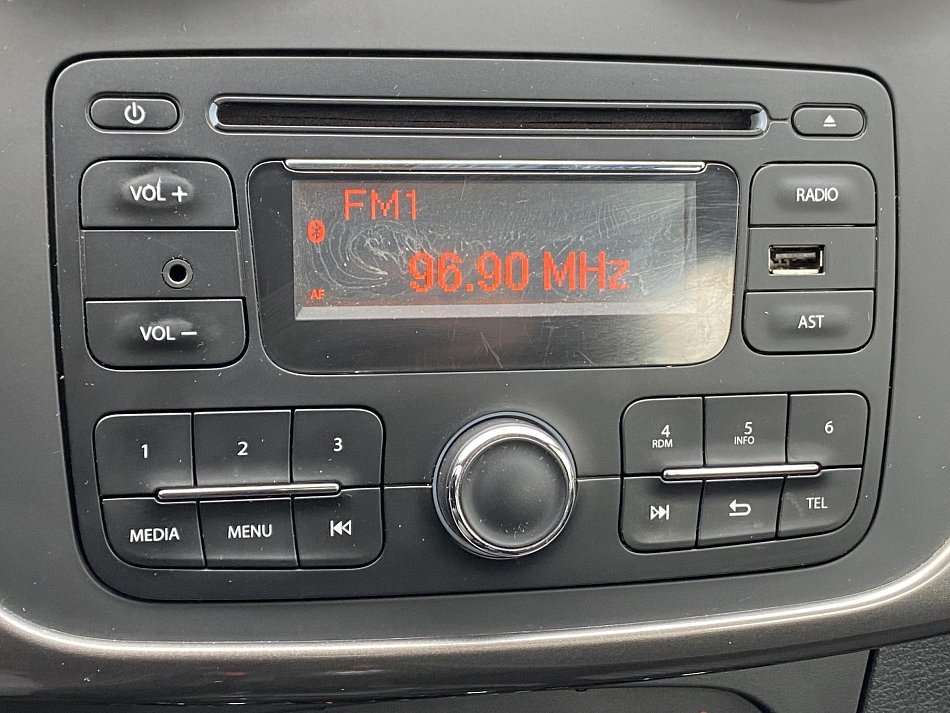 VOL +
FM1
RADIO
96.90 MHz
AF
VOL −
AST
1
2
3
4
RDM
5
INFO
6
MEDIA
MENU
TEL